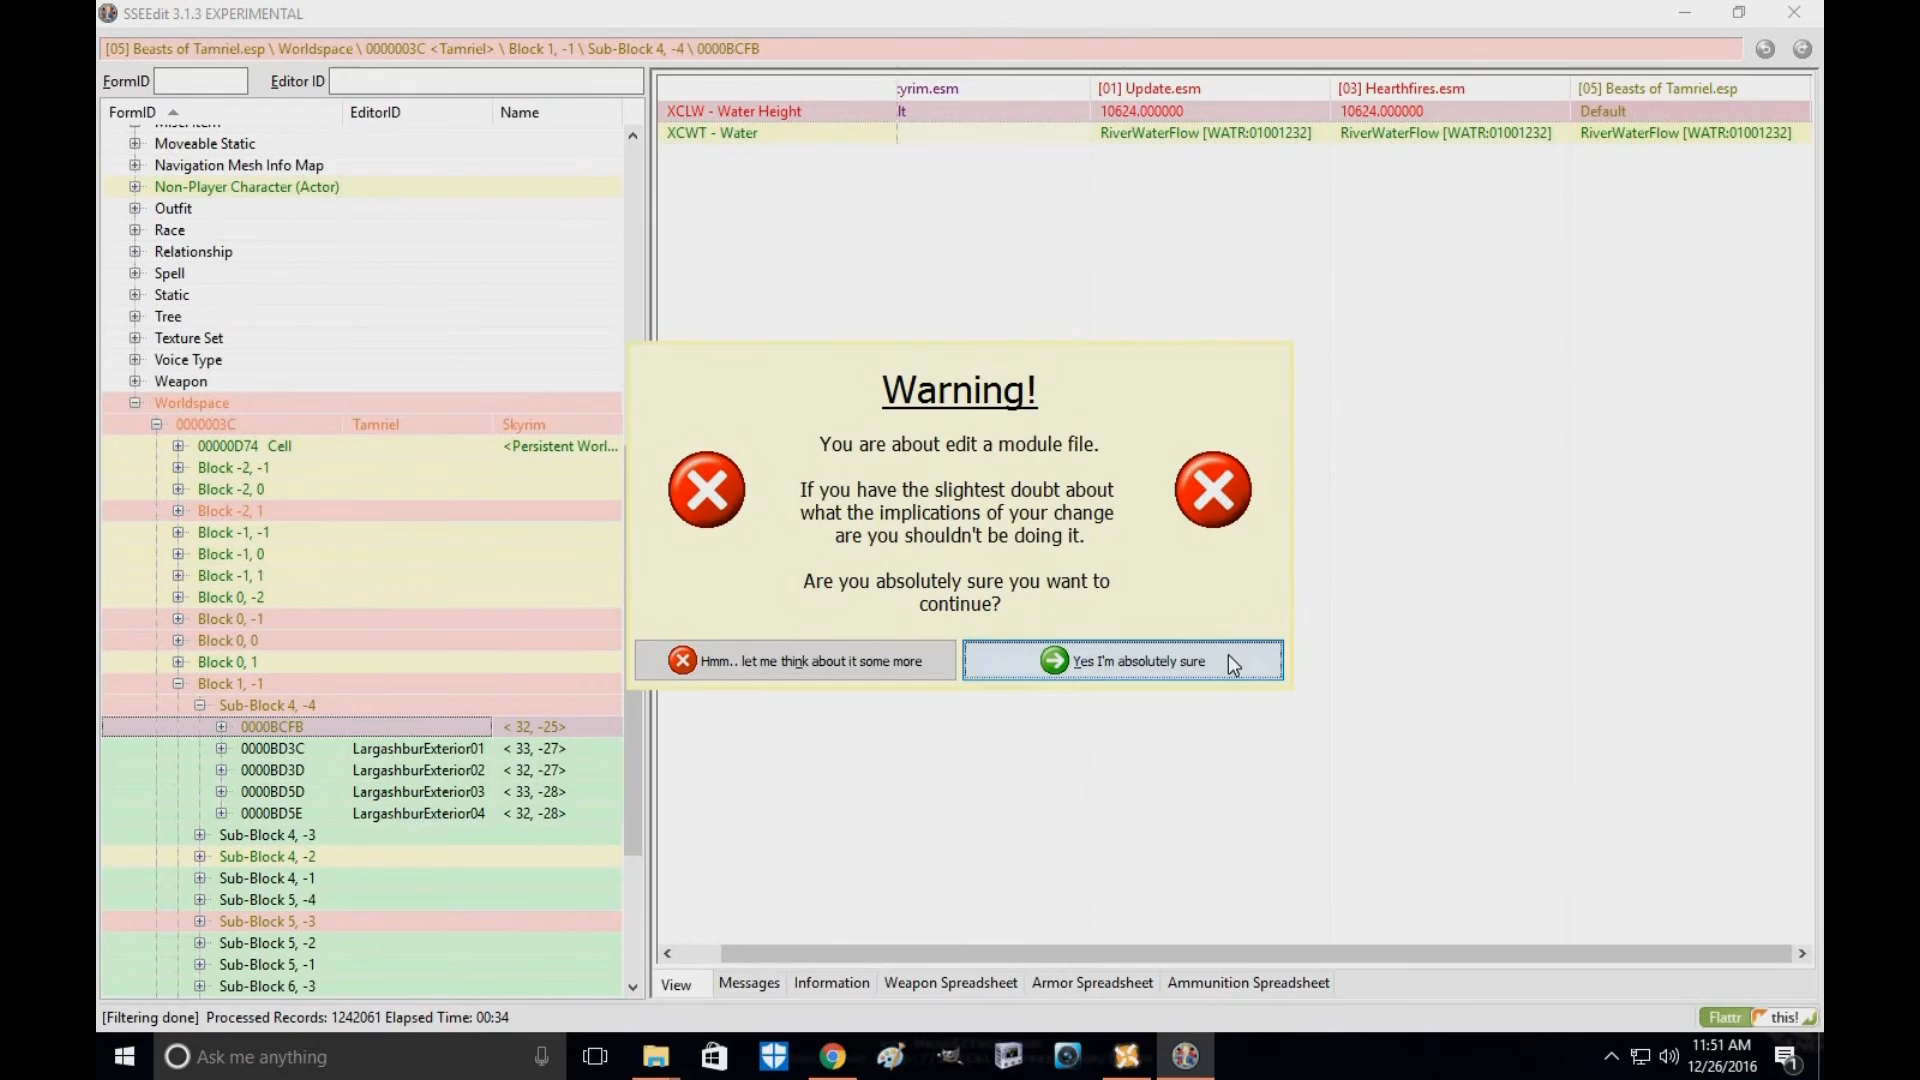 SSEEdit 3.1.3 EXPERIMENTAL
[05] Beasts of Tamriel.esp \ Worldspace \ 0000003C <Tamriel> \ Block 1, -1 \ Sub-Block 4, -4 \ 0000BCFB
FormID
Editor ID
FormID EditorID Name
Moveable Static
Navigation Mesh Info Map
Non-Player Character (Actor)
Outfit
Race
Relationship
Spell
Static
Tree
Texture Set
Voice Type
Weapon
Worldspace
0000003C Tamriel Skyrim
00000D74 Cell <Persistent Worl...
Block -2, -1
Block -2, 0
Block -2, 1
Block -1, -1
Block -1, 0
Block -1, 1
Block 0, -2
Block 0, -1
Block 0, 0
Block 0, 1
Block 1, -1
Sub-Block 4, -4
0000BCFB < 32, -25>
0000BD3C LargashburExterior01 < 33, -27>
0000BD3D LargashburExterior02 < 32, -27>
0000BD5D LargashburExterior03 < 33, -28>
0000BD5E LargashburExterior04 < 32, -28>
Sub-Block 4, -3
Sub-Block 4, -2
Sub-Block 4, -1
Sub-Block 5, -4
Sub-Block 5, -3
Sub-Block 5, -2
Sub-Block 5, -1
Sub-Block 6, -3
yrim.esm [01] Update.esm [03] Hearthfires.esm [05] Beasts of Tamriel.esp
XCLW - Water Height lt 10624.000000 10624.000000 Default
XCWT - Water RiverWaterFlow [WATR:01001232] RiverWaterFlow [WATR:01001232] RiverWaterFlow [WATR:01001232]
Warning!
You are about edit a module file.
If you have the slightest doubt about
what the implications of your change
are you shouldn't be doing it.
Are you absolutely sure you want to
continue?
Hmm.. let me think about it some more
Yes I'm absolutely sure
View Messages Information Weapon Spreadsheet Armor Spreadsheet Ammunition Spreadsheet
[Filtering done] Processed Records: 1242061 Elapsed Time: 00:34
Flattr this!
Ask me anything
11:51 AM
12/26/2016
1